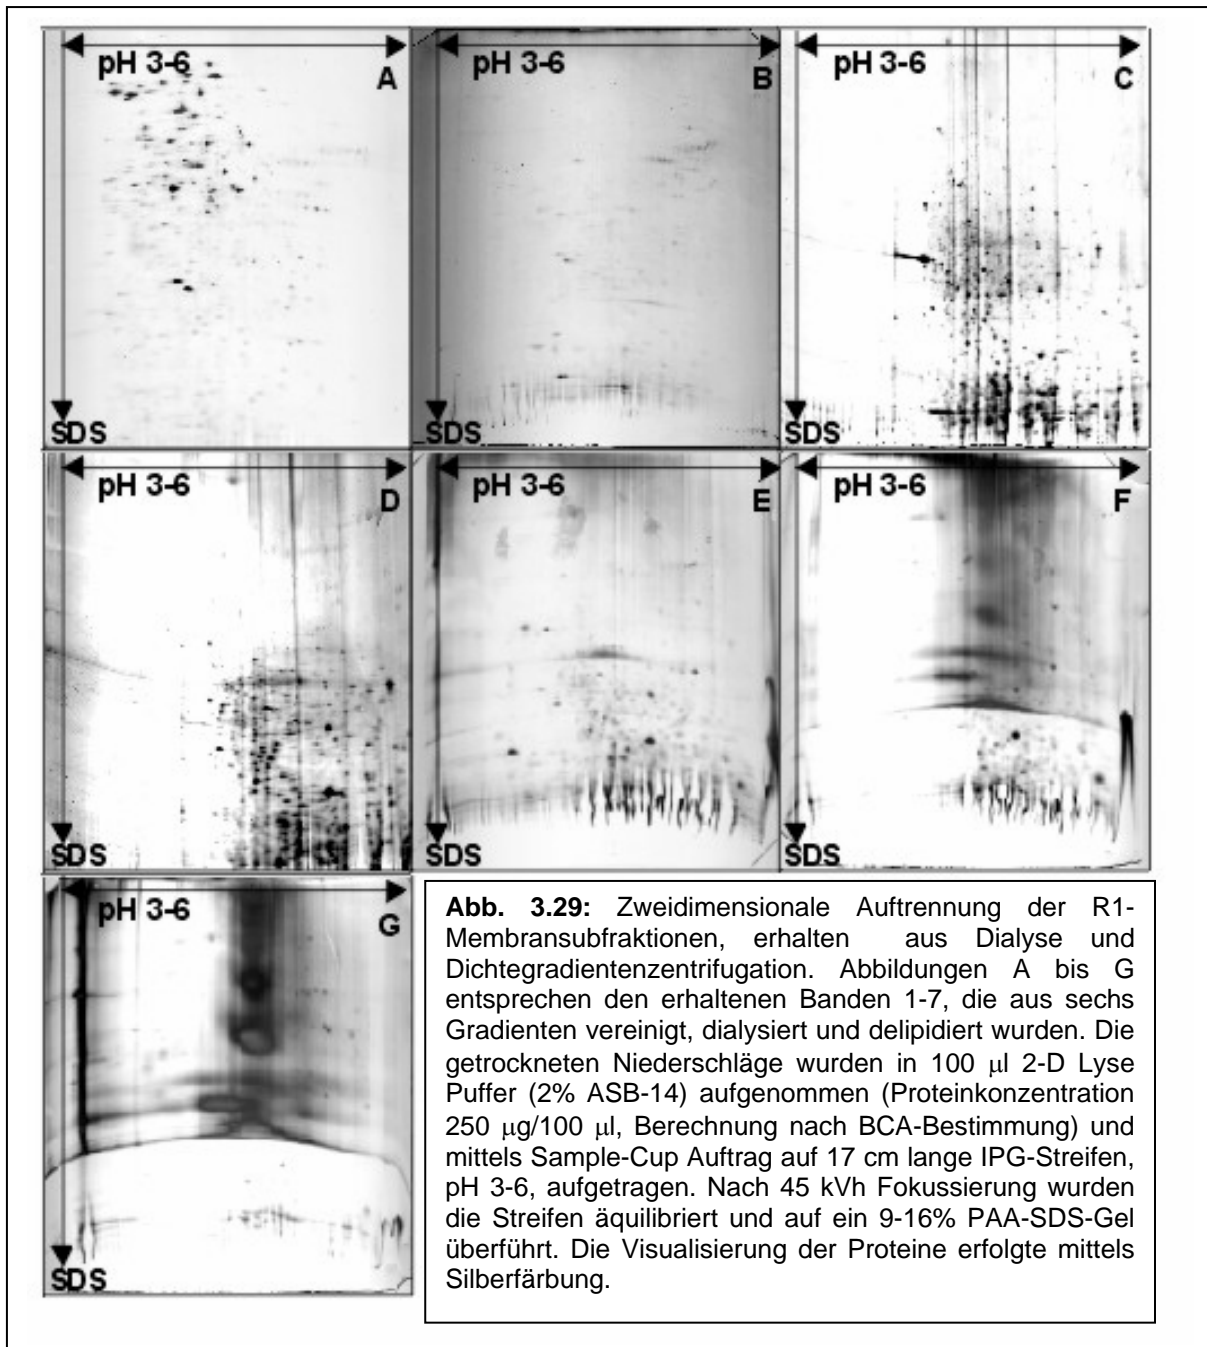 pH 3-6
A
pH 3-6
B
pH 3-6
C
SDS
SDS
SDS
pH 3-6
D
pH 3-6
E
pH 3-6
F
SDS
SDS
SDS
pH 3-6
G
SDS
Abb. 3.29: Zweidimensionale Auftrennung der R1-
Membransubfraktionen, erhalten aus Dialyse und
Dichtegradientenzentrifugation. Abbildungen A bis G
entsprechen den erhaltenen Banden 1-7, die aus sechs
Gradienten vereinigt, dialysiert und delipidiert wurden. Die
getrockneten Niederschläge wurden in 100 μl 2-D Lyse
Puffer (2% ASB-14) aufgenommen (Proteinkonzentration
250 μg/100 μl, Berechnung nach BCA-Bestimmung) und
mittels Sample-Cup Auftrag auf 17 cm lange IPG-Streifen,
pH 3-6, aufgetragen. Nach 45 kVh Fokussierung wurden
die Streifen äquilibriert und auf ein 9-16% PAA-SDS-Gel
überführt. Die Visualisierung der Proteine erfolgte mittels
Silberfärbung.